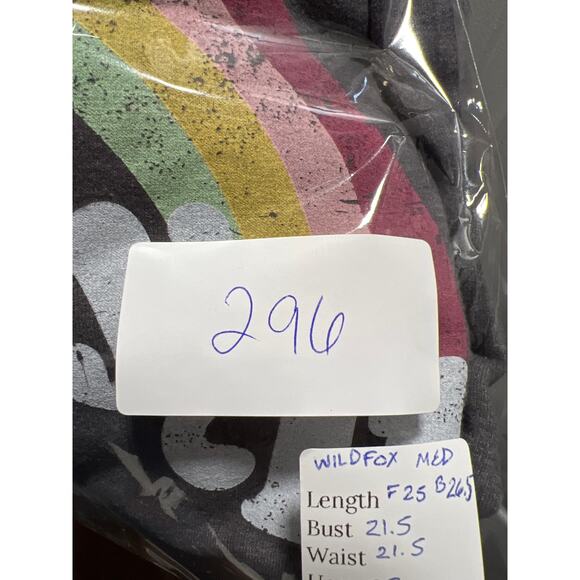 296
WILDFOX MED
Length F25 B26.5
Bust 21.5
Waist 21.5